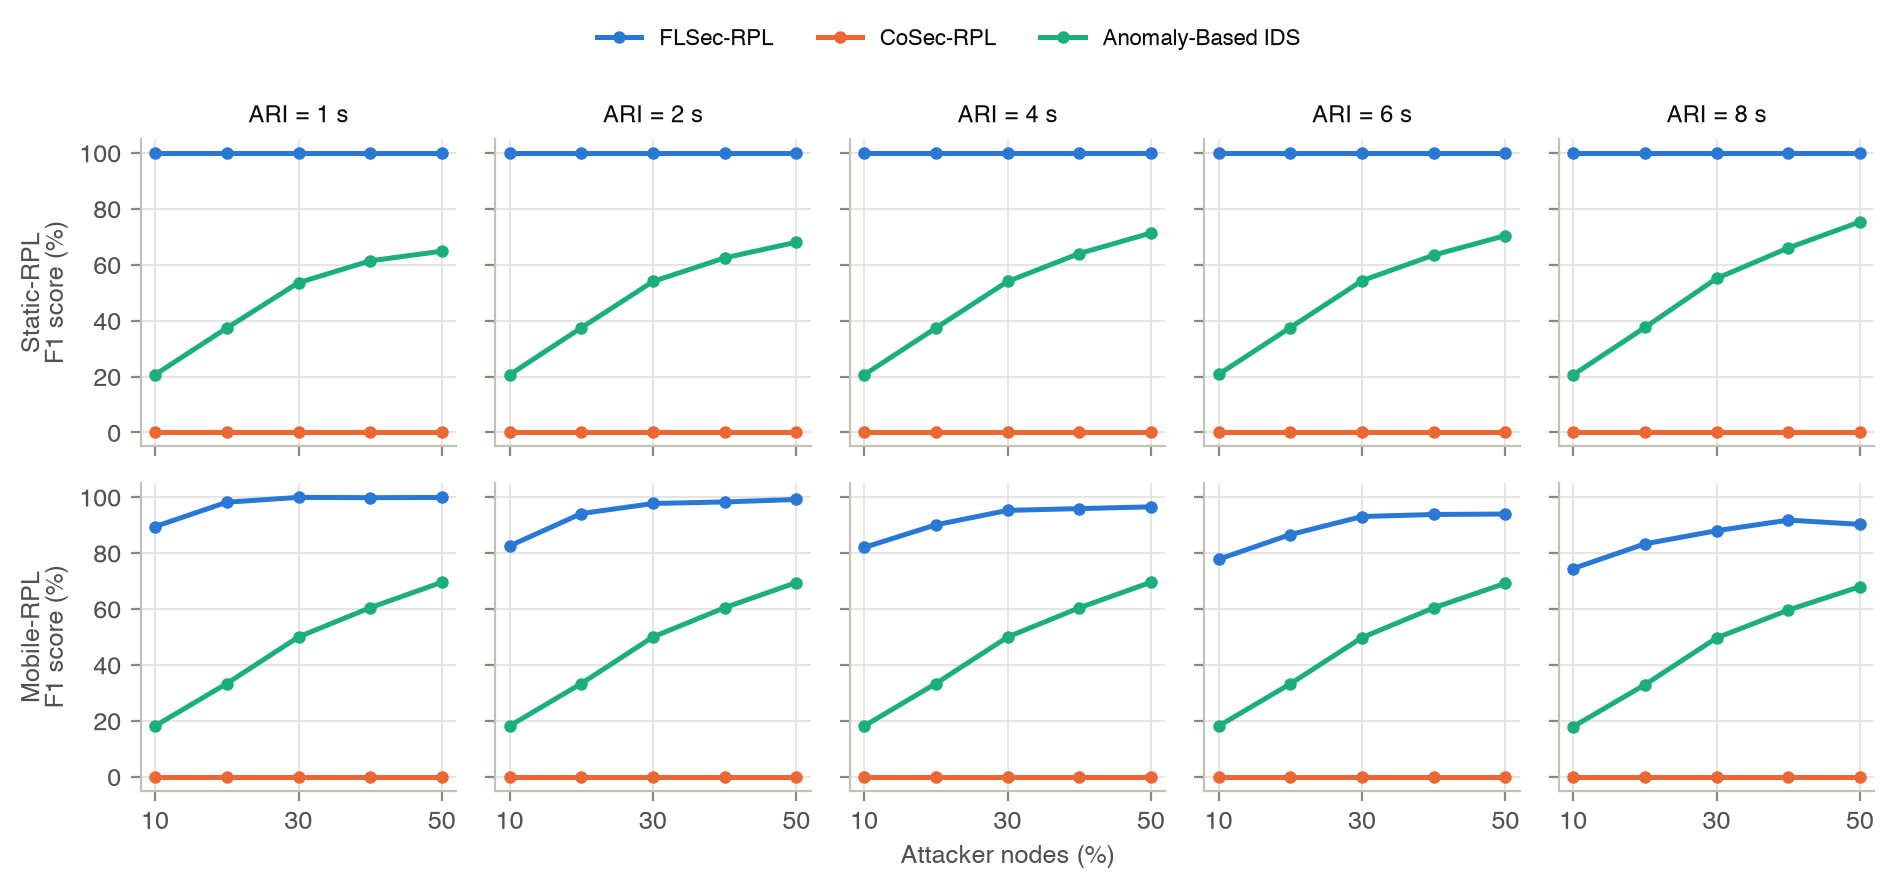 FLSec-RPL CoSec-RPL Anomaly-Based IDS
ARI = 1 s ARI = 2 s ARI = 4 s ARI = 6 s ARI = 8 s
Static-RPL
F1 score (%)
100
80
60
40
20
0
Mobile-RPL
F1 score (%)
100
80
60
40
20
0
10 30 50 10 30 50 10 30 50 10 30 50 10 30 50
Attacker nodes (%)